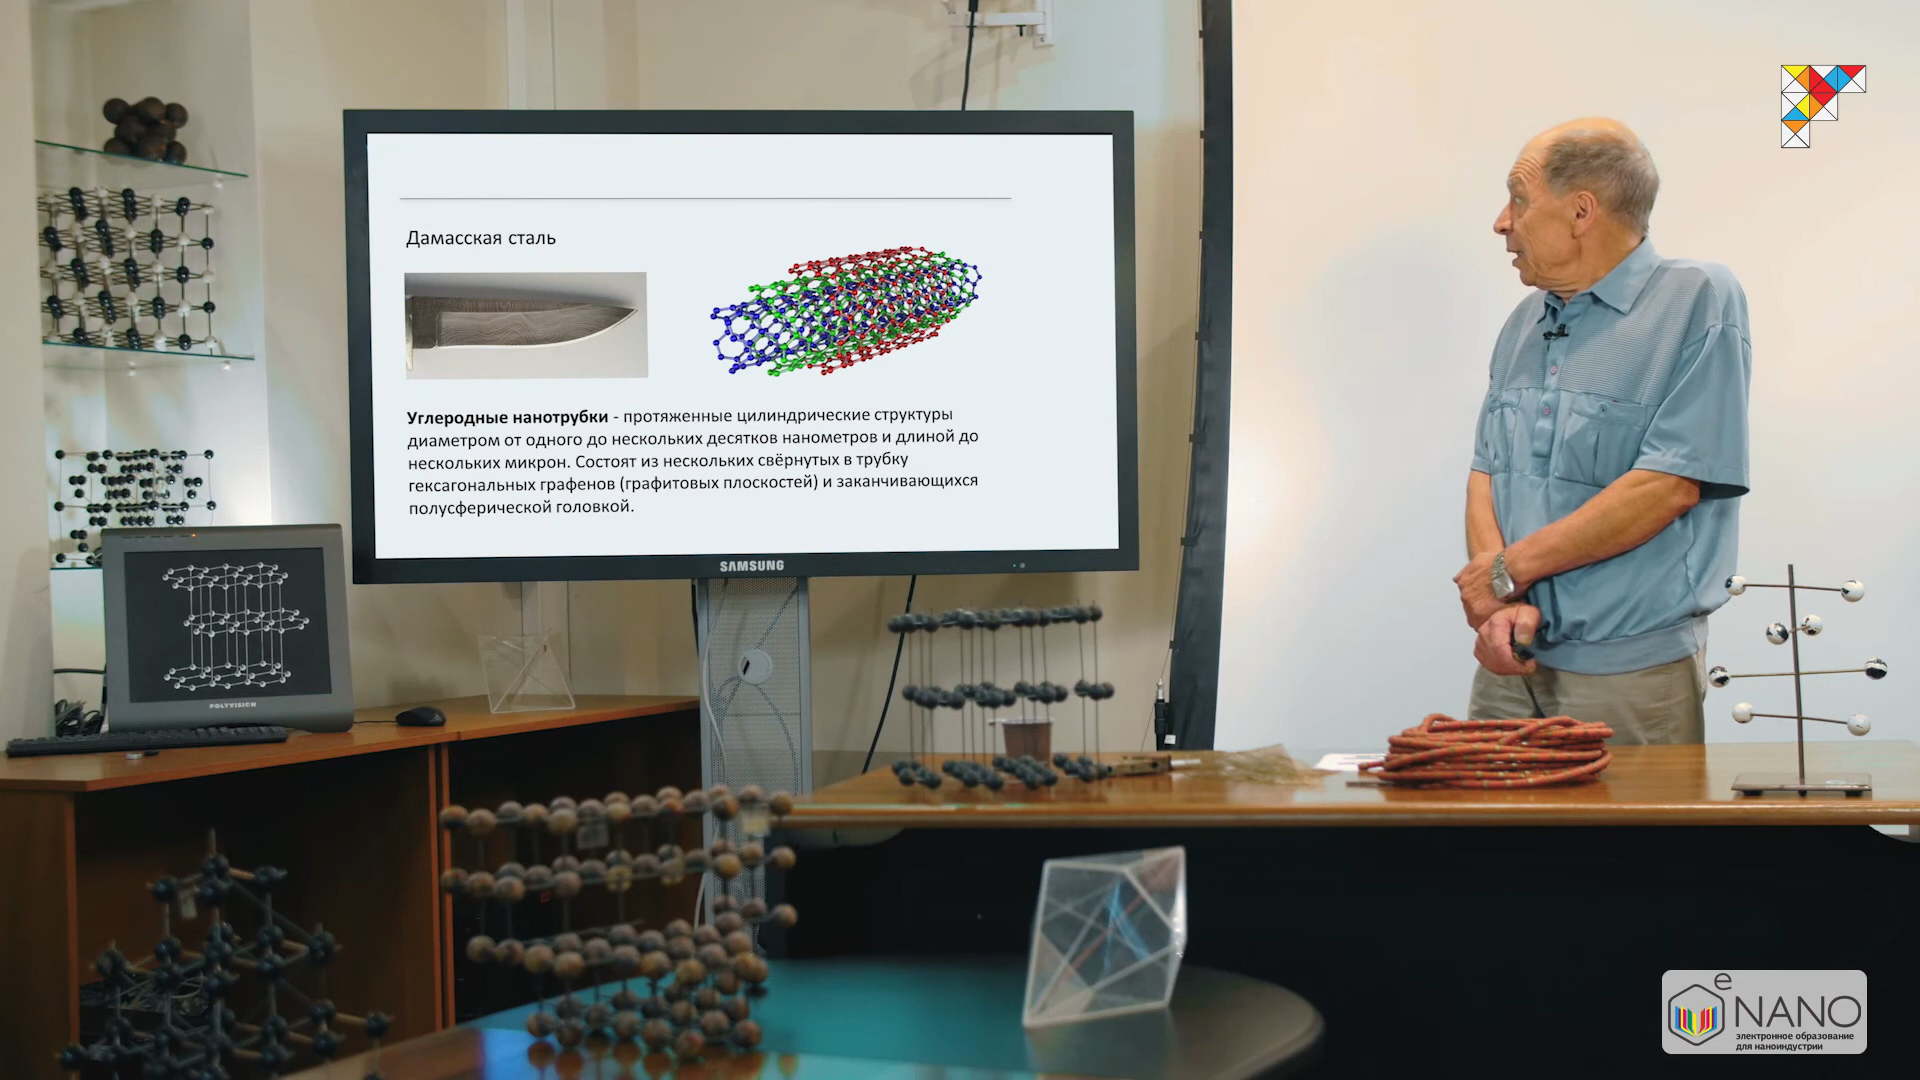 Дамасская сталь
Углеродные нанотрубки - протяженные цилиндрические структуры
диаметром от одного до нескольких десятков нанометров и длиной до
нескольких микрон. Состоят из нескольких свёрнутых в трубку
гексагональных графенов (графитовых плоскостей) и заканчивающихся
полусферической головкой.
SAMSUNG
POLYVISION
e
NANO
электронное образование
для наноиндустрии